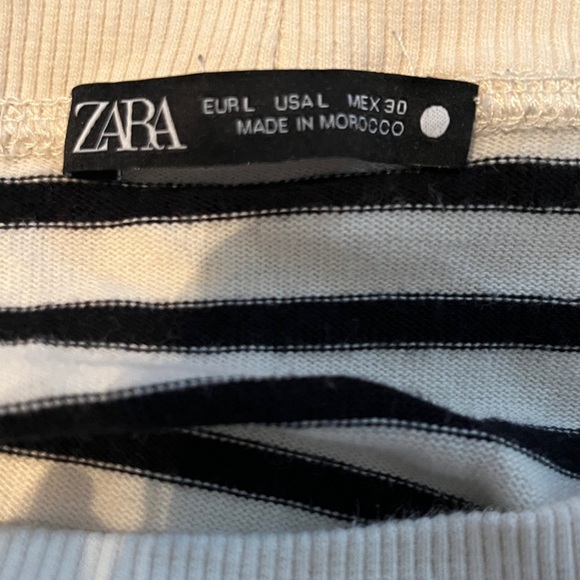 ZARA
EUR L USA L MEX 30
MADE IN MOROCCO